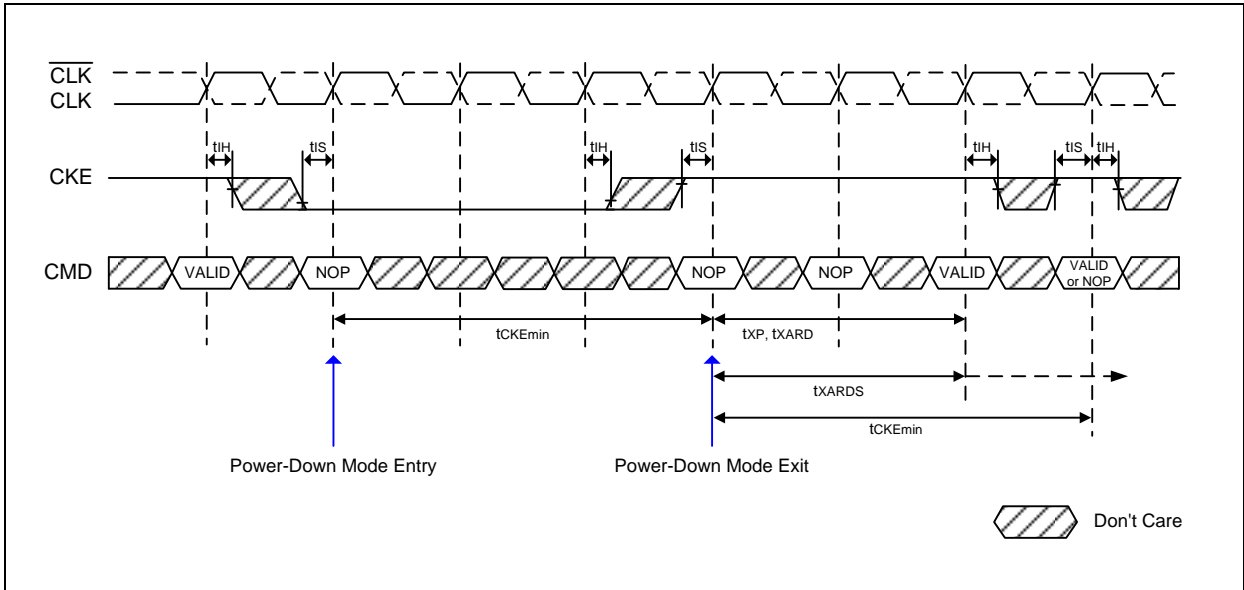 CLK
CLK
tIH tIS tIH tIS tIH tIS tIH
CKE
CMD VALID NOP NOP NOP VALID VALID or NOP
tCKEmin tXP, tXARD
tXARDS
tCKEmin
Power-Down Mode Entry Power-Down Mode Exit
Don't Care